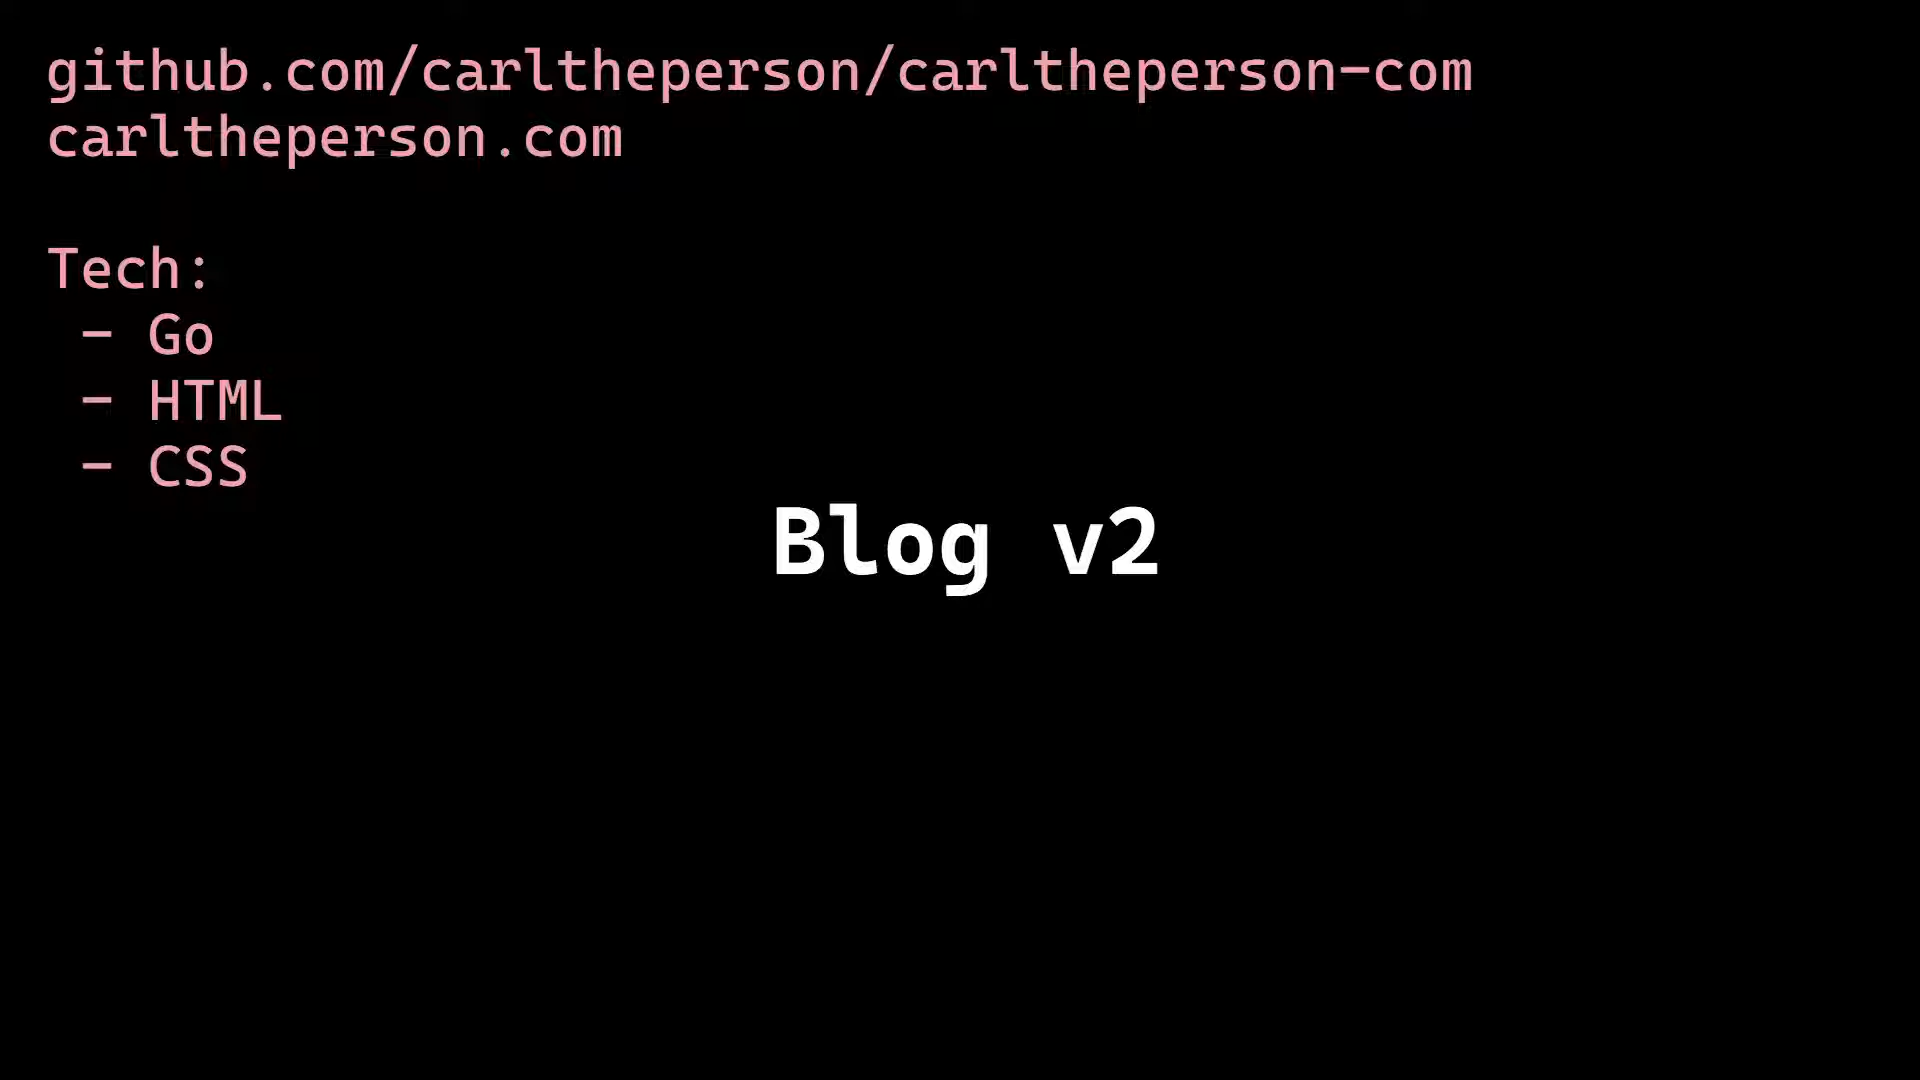 github.com/carltheperson/carltheperson-com
carltheperson.com
Tech:
- Go
- HTML
- CSS
Blog v2